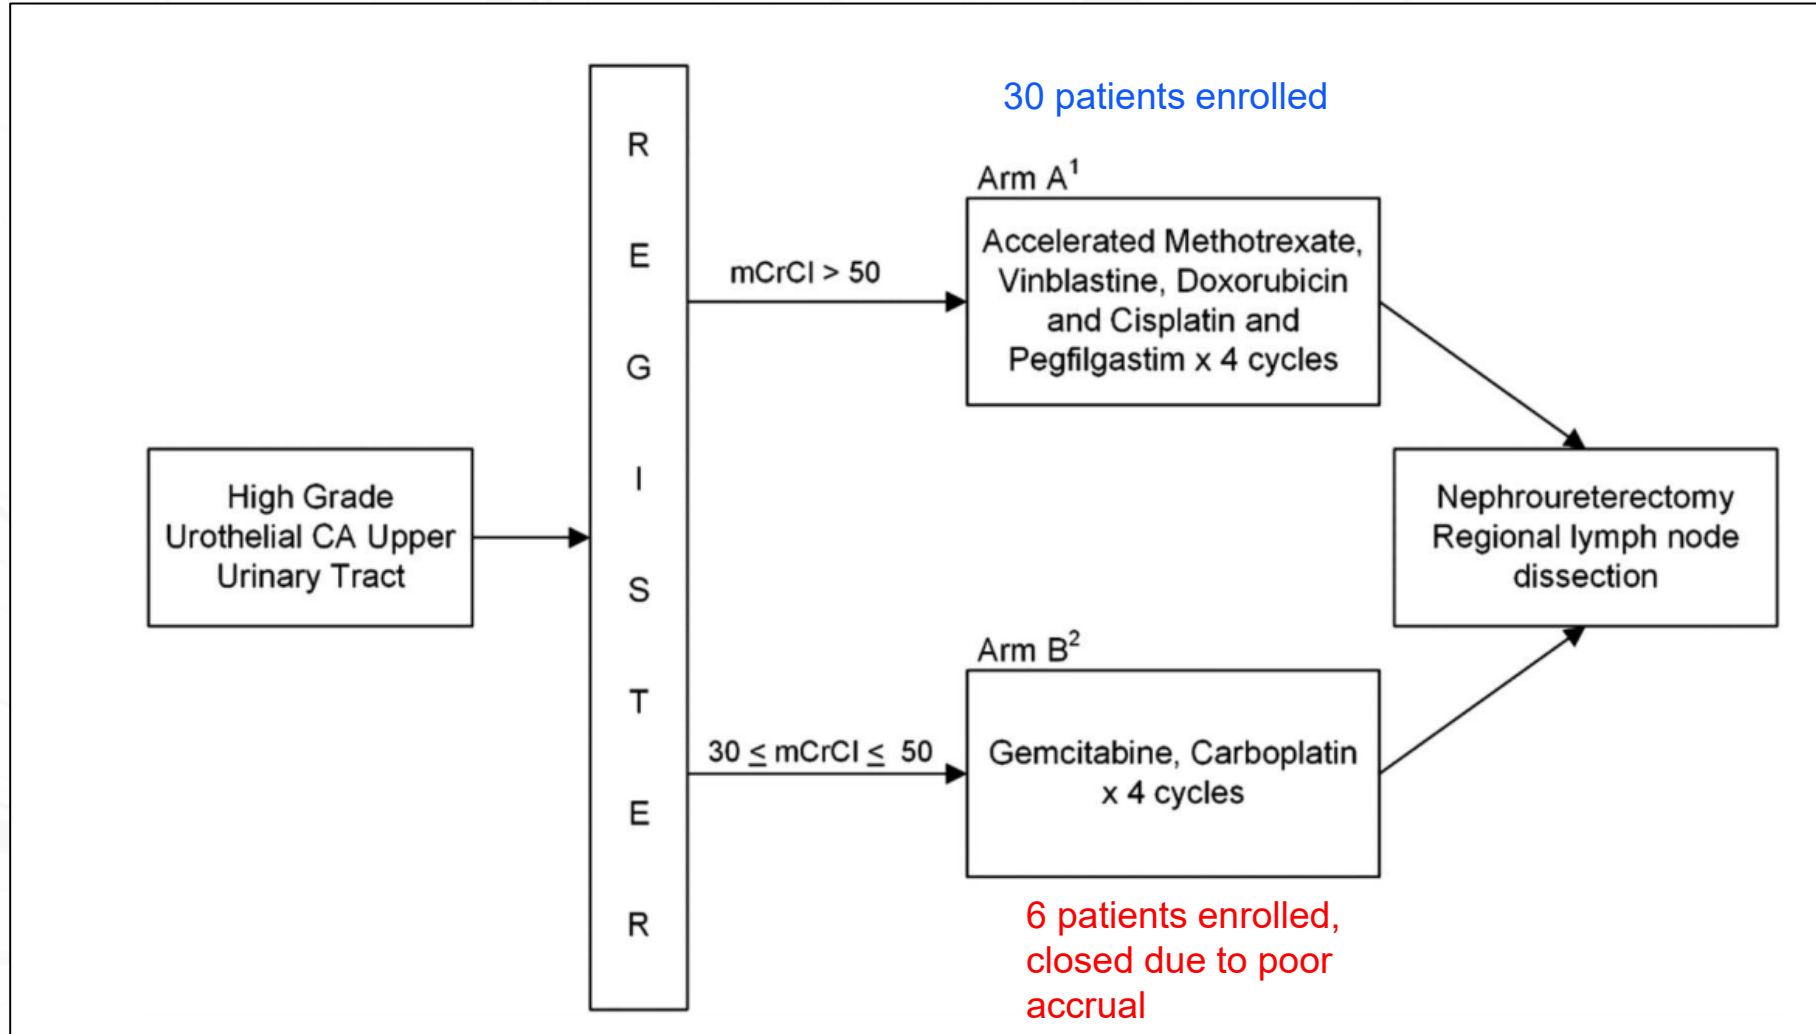 High Grade
Urothelial CA Upper
Urinary Tract
R
E
G
I
S
T
E
R
30 patients enrolled
mCrCl > 50
Arm A¹
Accelerated Methotrexate,
Vinblastine, Doxorubicin
and Cisplatin and
Pegfilgastim x 4 cycles
30 ≤ mCrCl ≤ 50
Arm B²
Gemcitabine, Carboplatin
x 4 cycles
6 patients enrolled,
closed due to poor
accrual
Nephroureterectomy
Regional lymph node
dissection